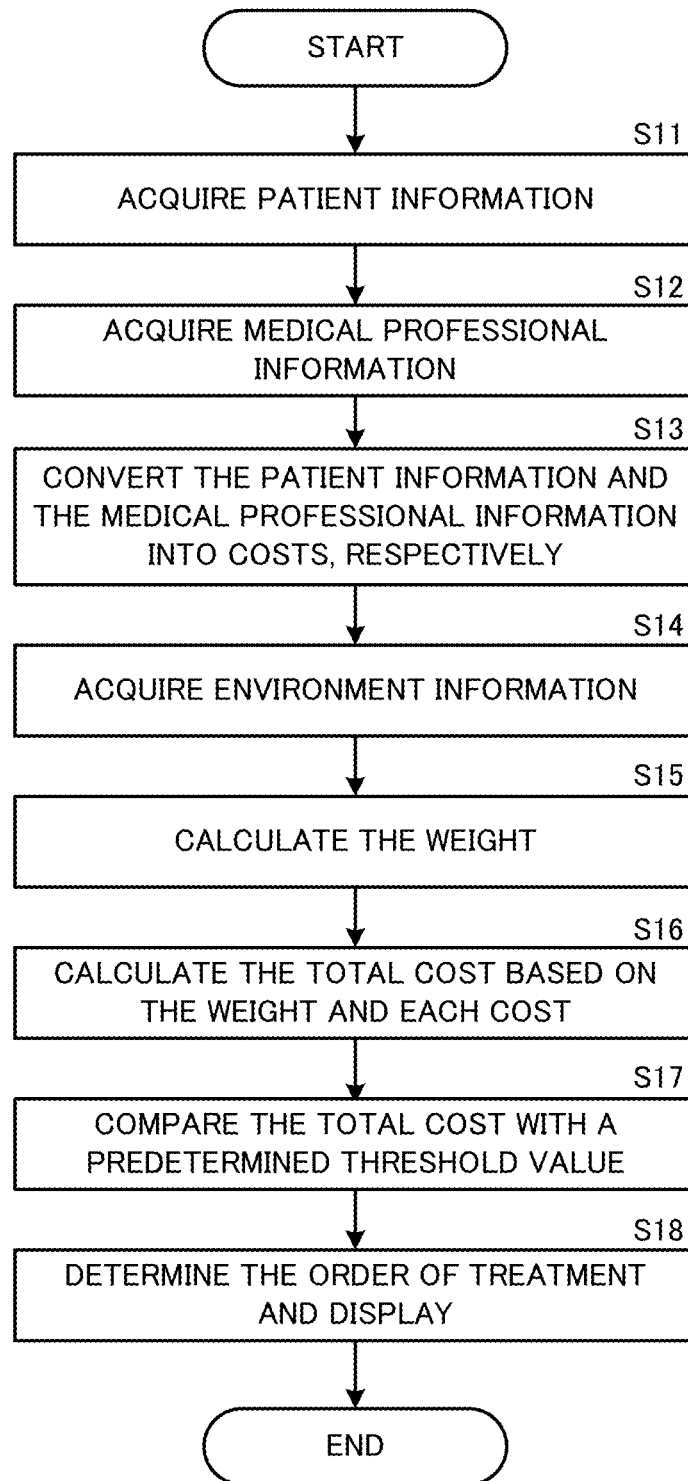 START
S11
ACQUIRE PATIENT INFORMATION
S12
ACQUIRE MEDICAL PROFESSIONAL
INFORMATION
S13
CONVERT THE PATIENT INFORMATION AND
THE MEDICAL PROFESSIONAL INFORMATION
INTO COSTS, RESPECTIVELY
S14
ACQUIRE ENVIRONMENT INFORMATION
S15
CALCULATE THE WEIGHT
S16
CALCULATE THE TOTAL COST BASED ON
THE WEIGHT AND EACH COST
S17
COMPARE THE TOTAL COST WITH A
PREDETERMINED THRESHOLD VALUE
S18
DETERMINE THE ORDER OF TREATMENT
AND DISPLAY
END